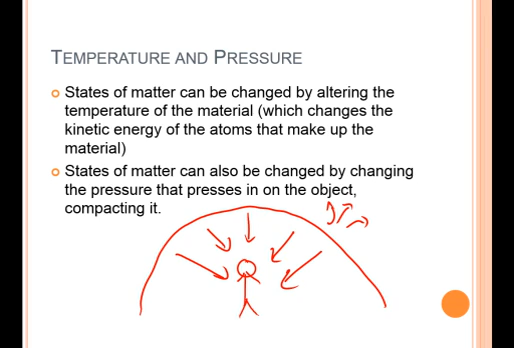 TEMPERATURE AND PRESSURE
States of matter can be changed by altering the
temperature of the material (which changes the
kinetic energy of the atoms that make up the
material)
States of matter can also be changed by changing
the pressure that presses in on the object,
compacting it.